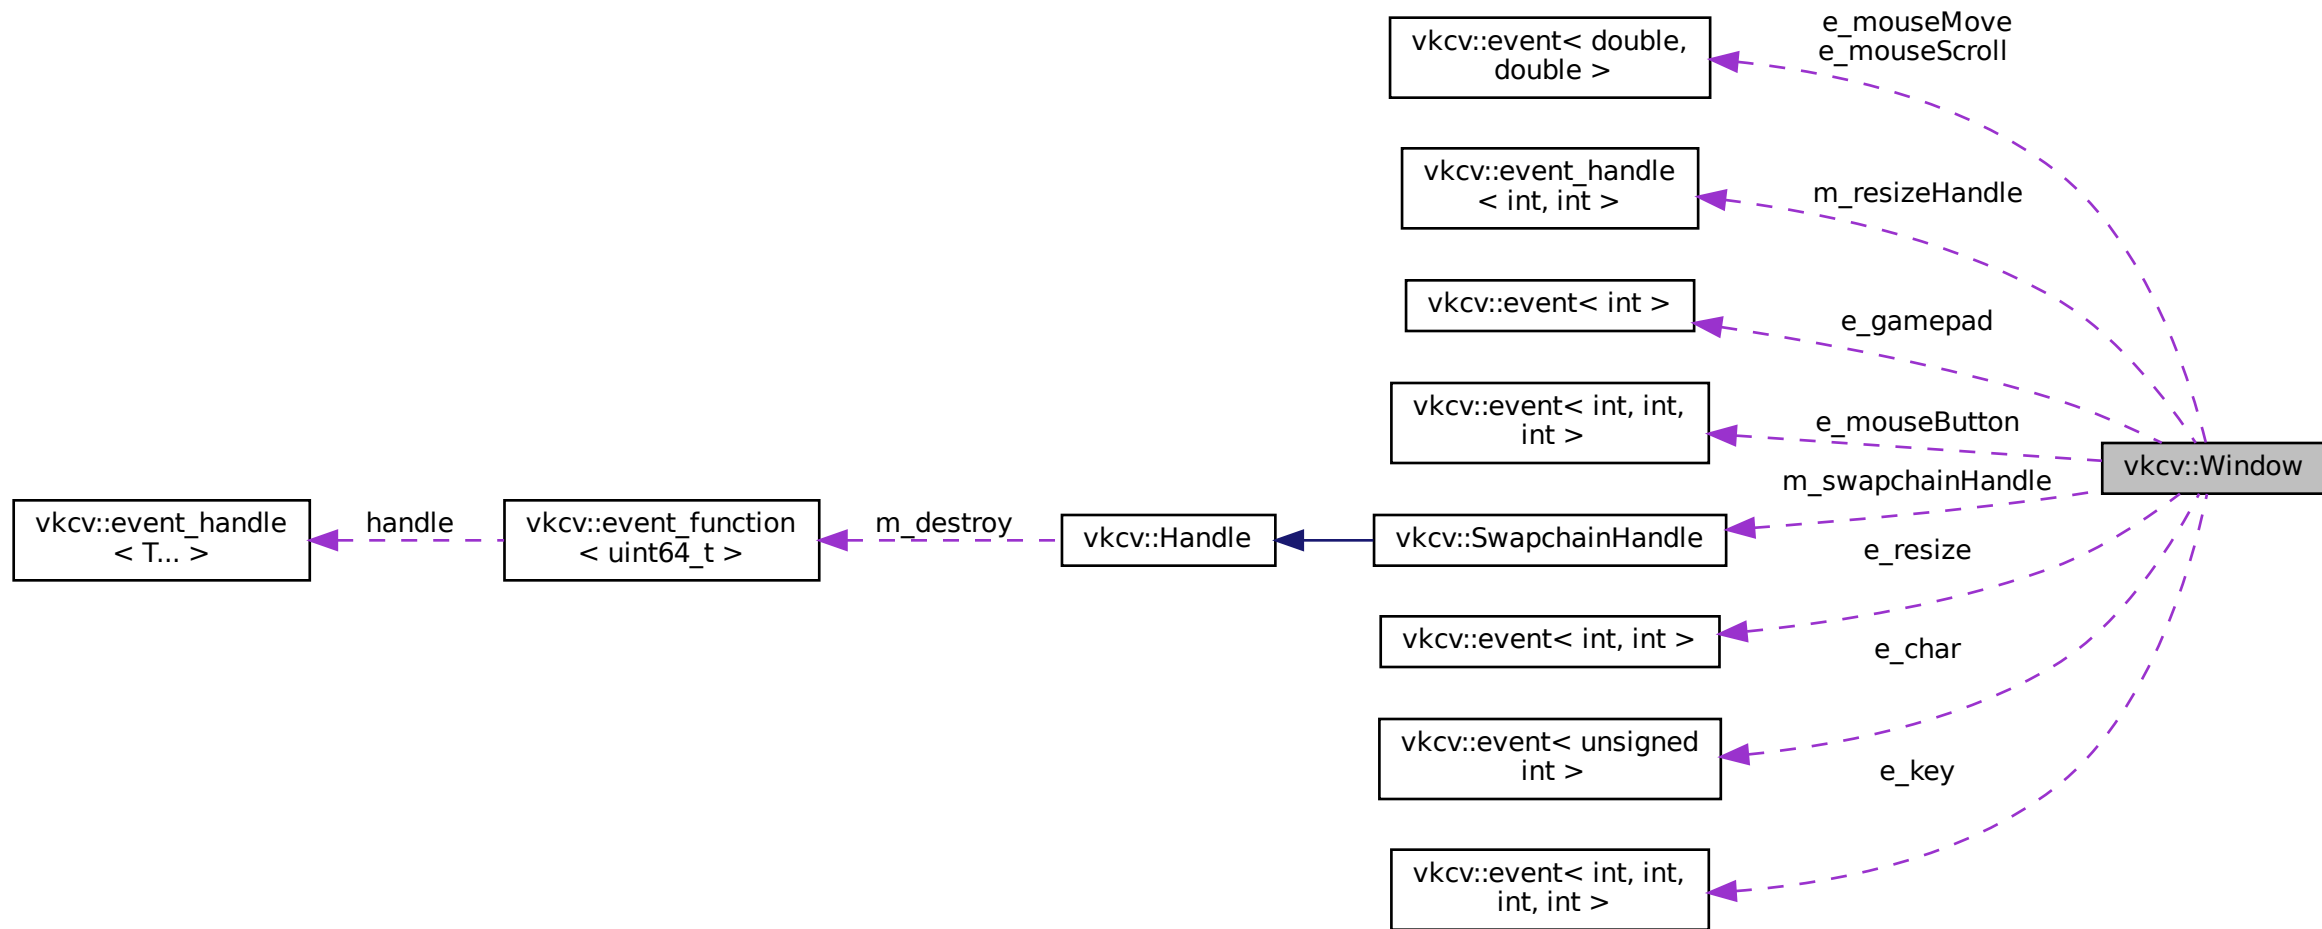 vkcv::event< double,
double >
e_mouseMove
e_mouseScroll
vkcv::event_handle
< int, int >
m_resizeHandle
vkcv::event< int >
e_gamepad
vkcv::event< int, int,
int >
e_mouseButton
vkcv::Window
m_swapchainHandle
vkcv::event_handle
< T... >
handle
vkcv::event_function
< uint64_t >
m_destroy
vkcv::Handle
vkcv::SwapchainHandle
e_resize
vkcv::event< int, int >
e_char
vkcv::event< unsigned
int >
e_key
vkcv::event< int, int,
int, int >